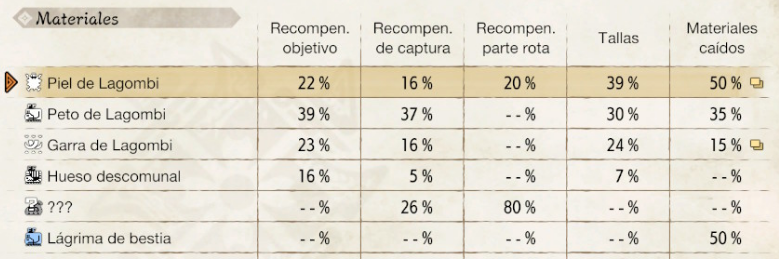 Materiales
Recompen. objetivo Recompen. de captura Recompen. parte rota Tallas Materiales caídos
Piel de Lagombi 22 % 16 % 20 % 39 % 50 %
Peto de Lagombi 39 % 37 % - - % 30 % 35 %
Garra de Lagombi 23 % 16 % - - % 24 % 15 %
Hueso descomunal 16 % 5 % - - % 7 % - - %
??? - - % 26 % 80 % - - % - - %
Lágrima de bestia - - % - - % - - % - - % 50 %